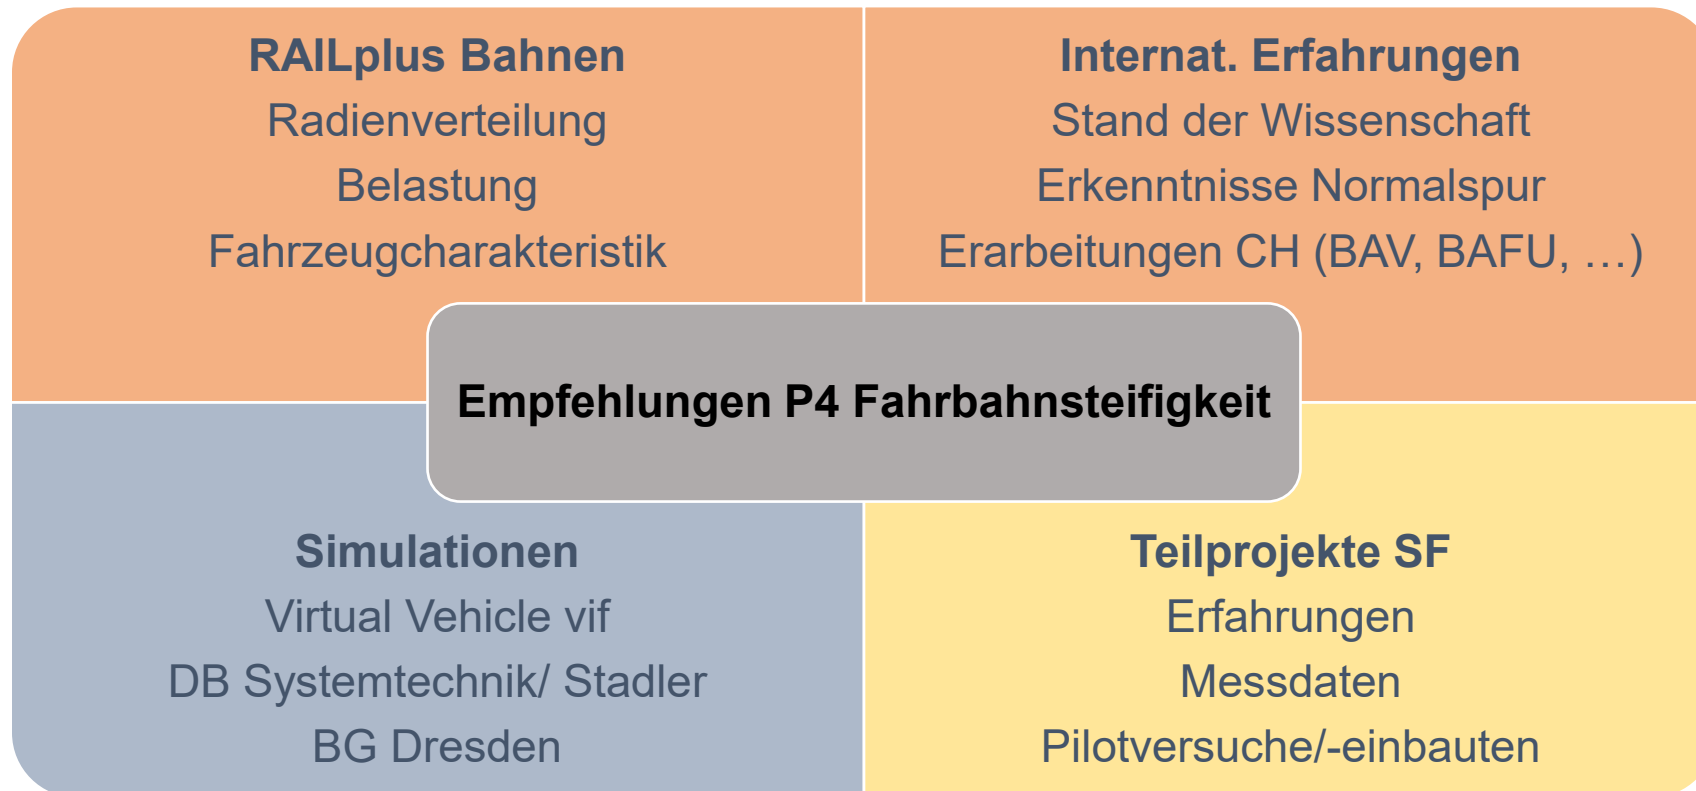 RAILplus Bahnen
Radienverteilung
Belastung
Fahrzeugcharakteristik
Internat. Erfahrungen
Stand der Wissenschaft
Erkenntnisse Normalspur
Erarbeitungen CH (BAV, BAFU, …)
Empfehlungen P4 Fahrbahnsteifigkeit
Simulationen
Virtual Vehicle vif
DB Systemtechnik/ Stadler
BG Dresden
Teilprojekte SF
Erfahrungen
Messdaten
Pilotversuche/-einbauten